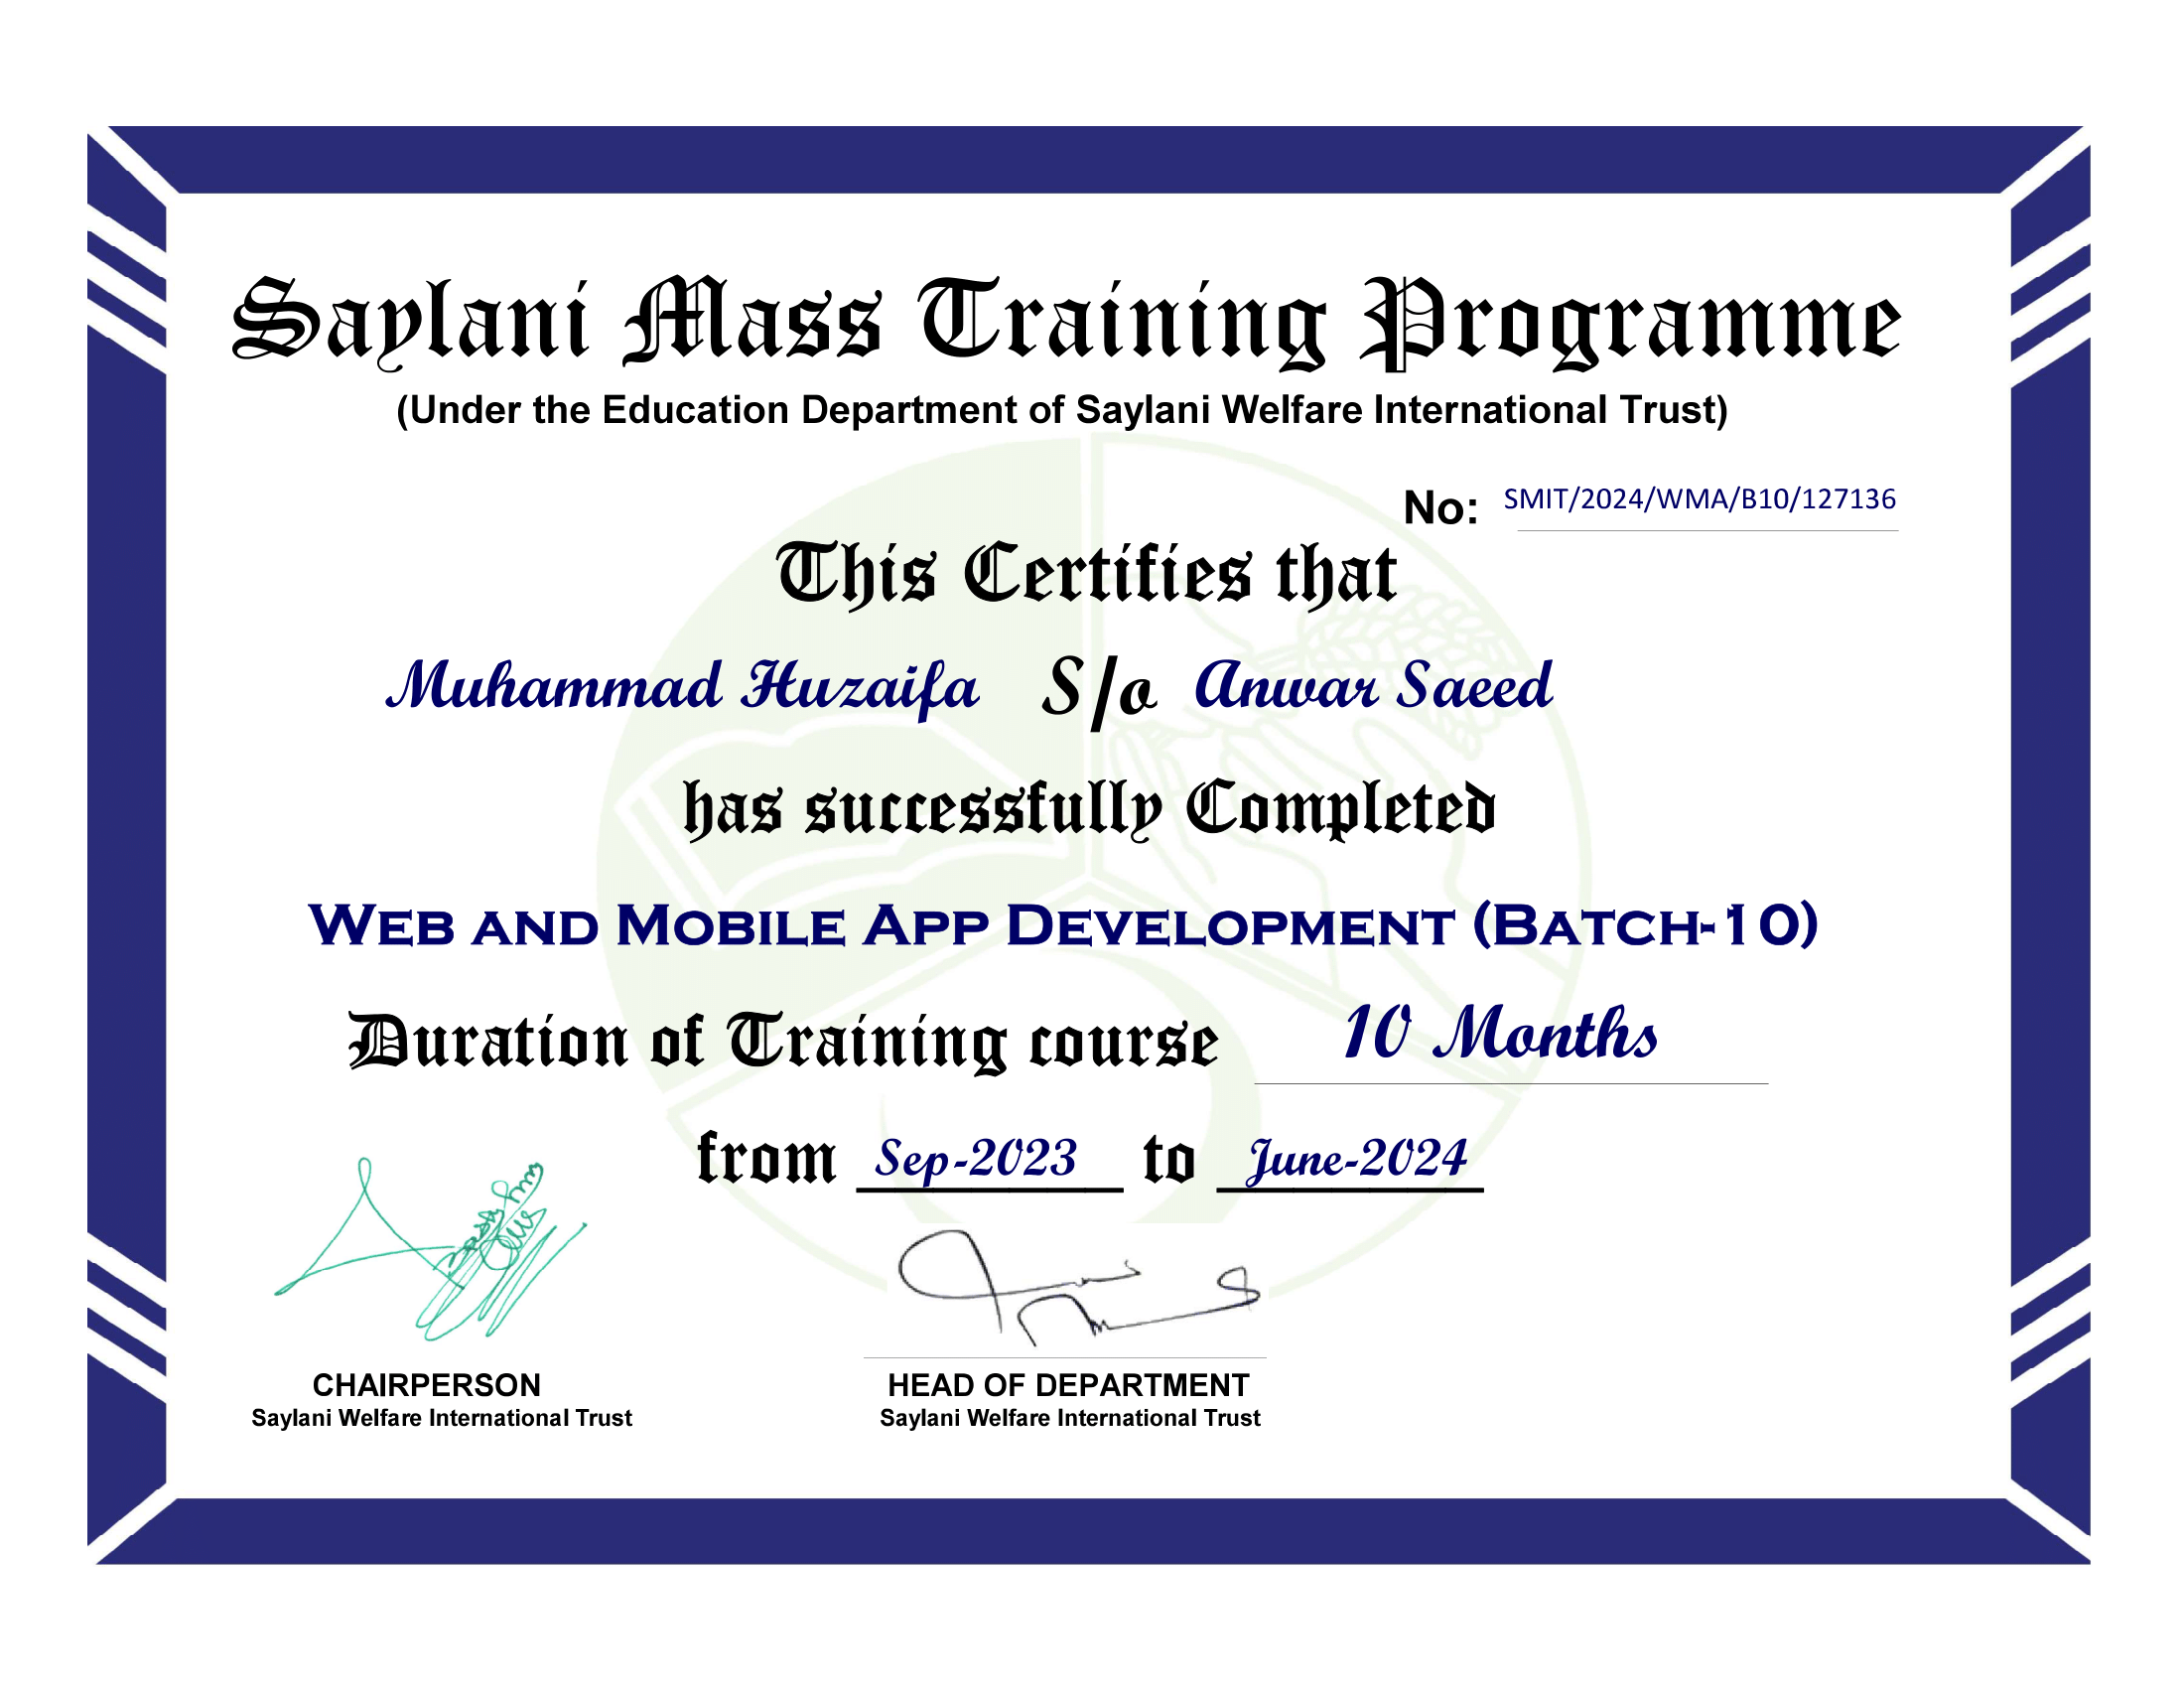 Saylani Mass Training Programme
(Under the Education Department of Saylani Welfare International Trust)
No: SMIT/2024/WMA/B10/127136
This Certifies that
Muhammad Huzaifa S/o Anwar Saeed
has successfully Completed
Web and Mobile App Development (Batch-10)
Duration of Training course 10 Months
from Sep-2023 to June-2024
CHAIRPERSON
Saylani Welfare International Trust
HEAD OF DEPARTMENT
Saylani Welfare International Trust